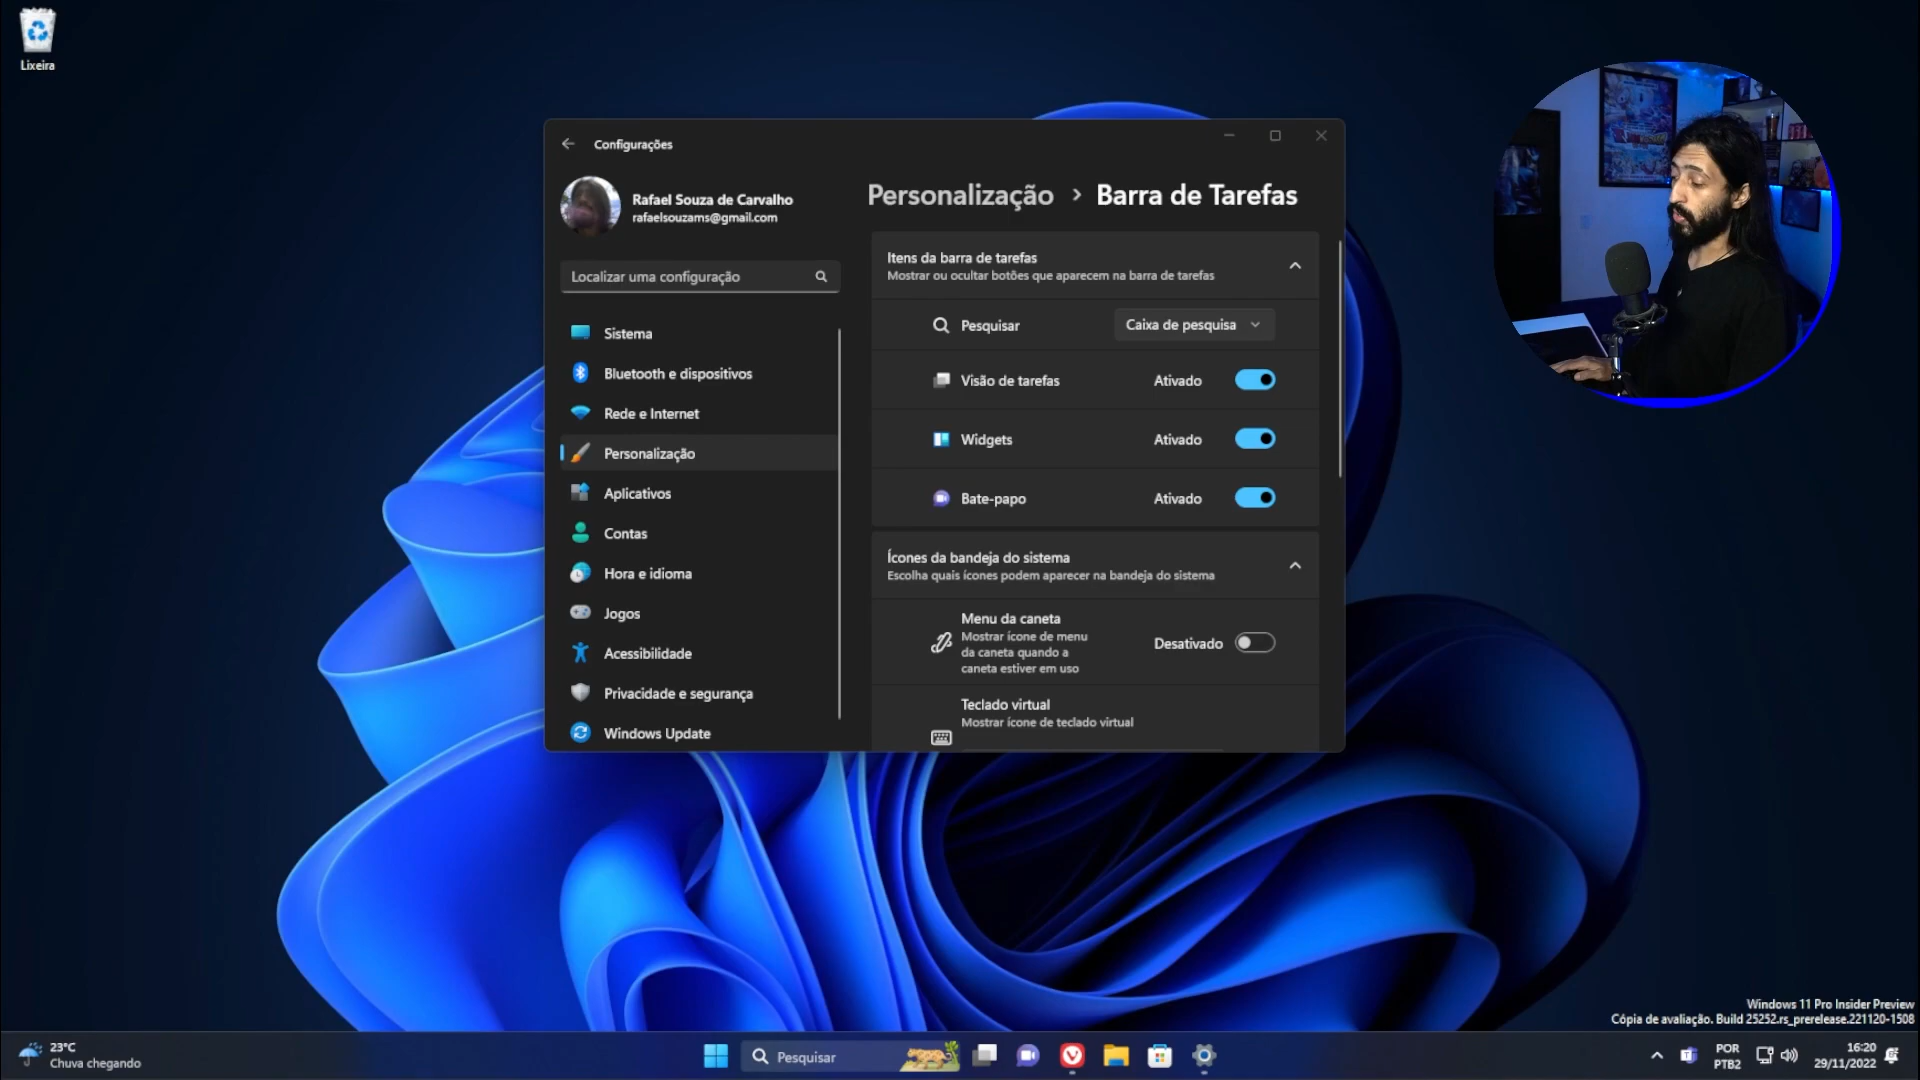 Lixeira
Configurações
Rafael Souza de Carvalho
rafaelsouzams@gmail.com
Localizar uma configuração
Sistema
Bluetooth e dispositivos
Rede e Internet
Personalização
Aplicativos
Contas
Hora e idioma
Jogos
Acessibilidade
Privacidade e segurança
Windows Update
Personalização > Barra de Tarefas
Itens da barra de tarefas
Mostrar ou ocultar botões que aparecem na barra de tarefas
Pesquisar
Caixa de pesquisa
Visão de tarefas
Ativado
Widgets
Ativado
Bate-papo
Ativado
Ícones da bandeja do sistema
Escolha quais ícones podem aparecer na bandeja do sistema
Menu da caneta
Mostrar ícone de menu
da caneta quando a
caneta estiver em uso
Desativado
Teclado virtual
Mostrar ícone de teclado virtual
Windows 11 Pro Insider Preview
Cópia de avaliação. Build 25252.rs_prerelease.221120-1508
23°C
Chuva chegando
Pesquisar
POR
PTB2
16:20
29/11/2022